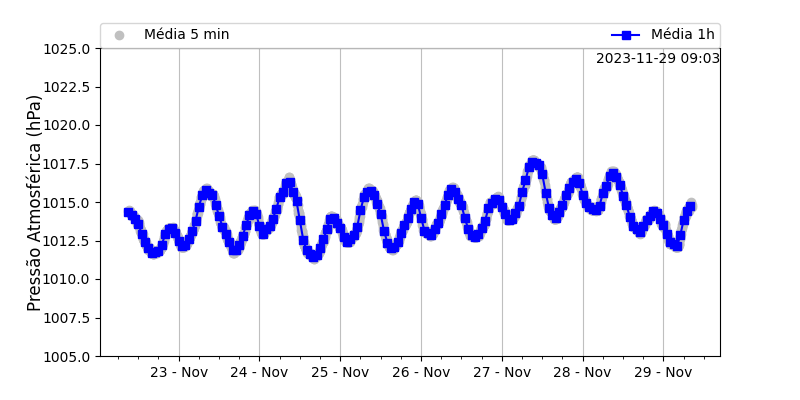 Média 5 min
Média 1h
2023-11-29 09:03
Pressão Atmosférica (hPa)
1025.0
1022.5
1020.0
1017.5
1015.0
1012.5
1010.0
1007.5
1005.0
23 - Nov
24 - Nov
25 - Nov
26 - Nov
27 - Nov
28 - Nov
29 - Nov